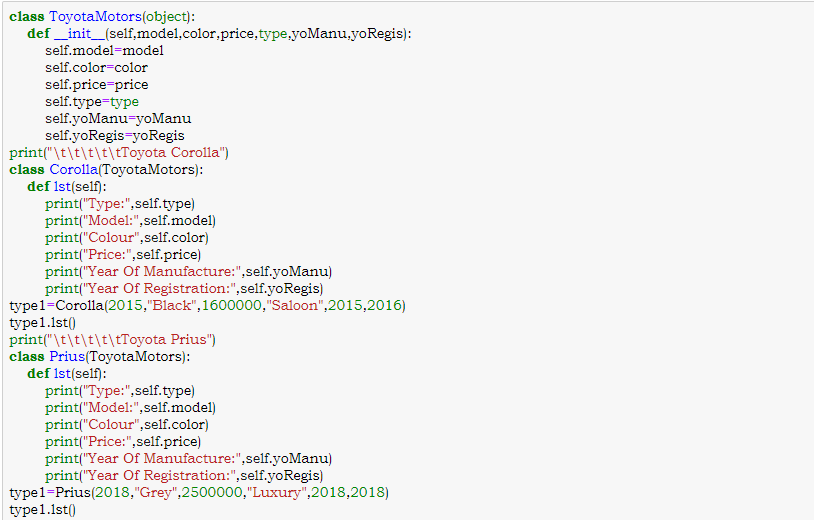 class ToyotaMotors(object):
    def __init__(self,model,color,price,type,yoManu,yoRegis):
        self.model=model
        self.color=color
        self.price=price
        self.type=type
        self.yoManu=yoManu
        self.yoRegis=yoRegis
print("\t\t\t\t\tToyota Corolla")
class Corolla(ToyotaMotors):
    def lst(self):
        print("Type:",self.type)
        print("Model:",self.model)
        print("Colour",self.color)
        print("Price:",self.price)
        print("Year Of Manufacture:",self.yoManu)
        print("Year Of Registration:",self.yoRegis)
type1=Corolla(2015,"Black",1600000,"Saloon",2015,2016)
type1.lst()
print("\t\t\t\t\tToyota Prius")
class Prius(ToyotaMotors):
    def lst(self):
        print("Type:",self.type)
        print("Model:",self.model)
        print("Colour",self.color)
        print("Price:",self.price)
        print("Year Of Manufacture:",self.yoManu)
        print("Year Of Registration:",self.yoRegis)
type1=Prius(2018,"Grey",2500000,"Luxury",2018,2018)
type1.lst()